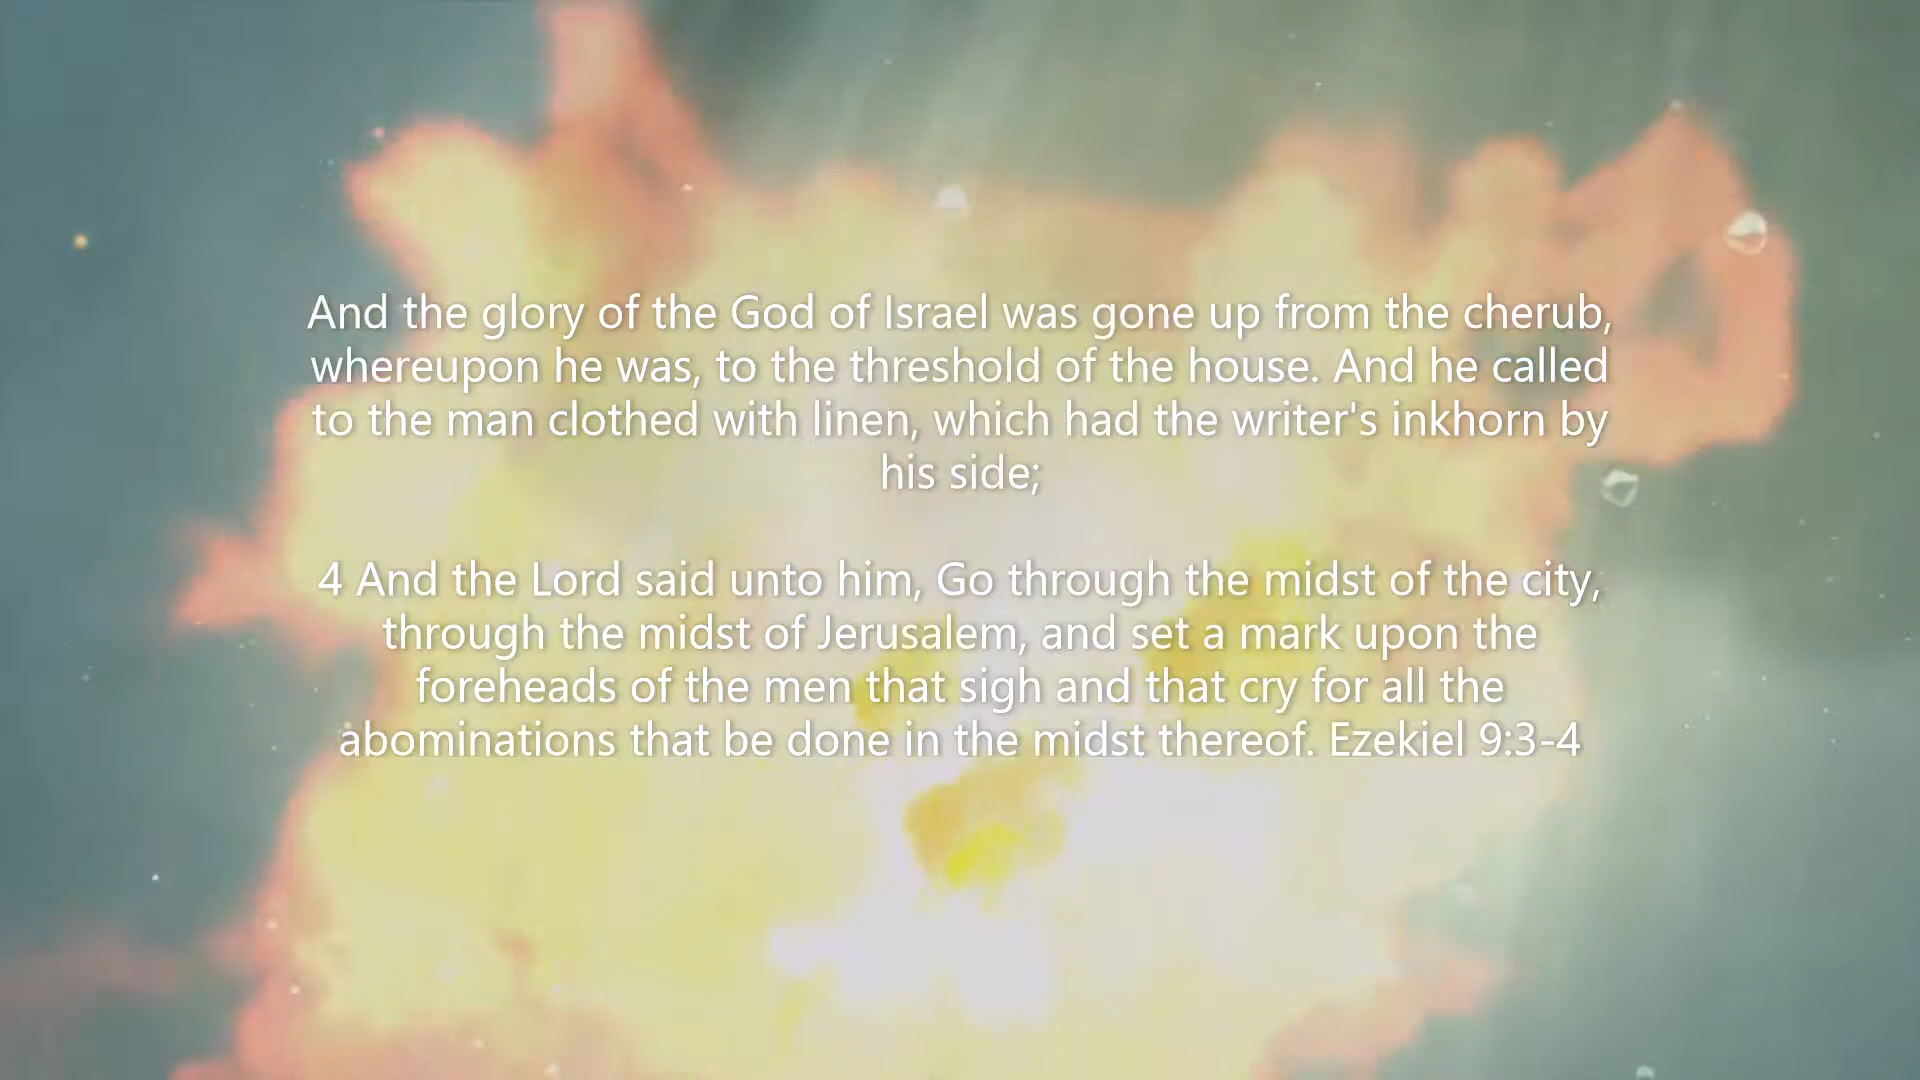 And the glory of the God of Israel was gone up from the cherub,
whereupon he was, to the threshold of the house. And he called
to the man clothed with linen, which had the writer's inkhorn by
his side;
4 And the Lord said unto him, Go through the midst of the city,
through the midst of Jerusalem, and set a mark upon the
foreheads of the men that sigh and that cry for all the
abominations that be done in the midst thereof. Ezekiel 9:3-4